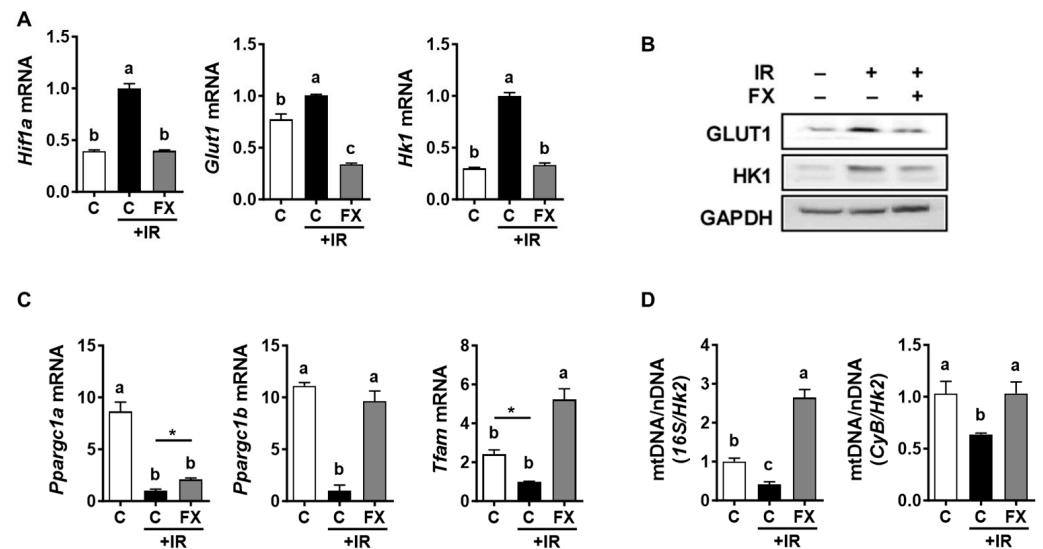 A
Hif1a mRNA
1.5
1.0
0.5
0.0
b
a
b
C
C
FX
+IR
Glut1 mRNA
1.5
1.0
0.5
0.0
b
a
c
C
C
FX
+IR
Hk1 mRNA
1.5
1.0
0.5
0.0
b
a
b
C
C
FX
+IR
B
IR – + +
FX – – +
GLUT1
HK1
GAPDH
C
Ppargc1a mRNA
15
10
5
0
a
b
*
b
C
C
FX
+IR
Ppargc1b mRNA
15
10
5
0
a
b
a
C
C
FX
+IR
Tfam mRNA
8
6
4
2
0
b
*
b
a
C
C
FX
+IR
D
mtDNA/nDNA
(16S/Hk2)
4
3
2
1
0
b
c
a
C
C
FX
+IR
mtDNA/nDNA
(CyB/Hk2)
1.5
1.0
0.5
0.0
a
b
a
C
C
FX
+IR